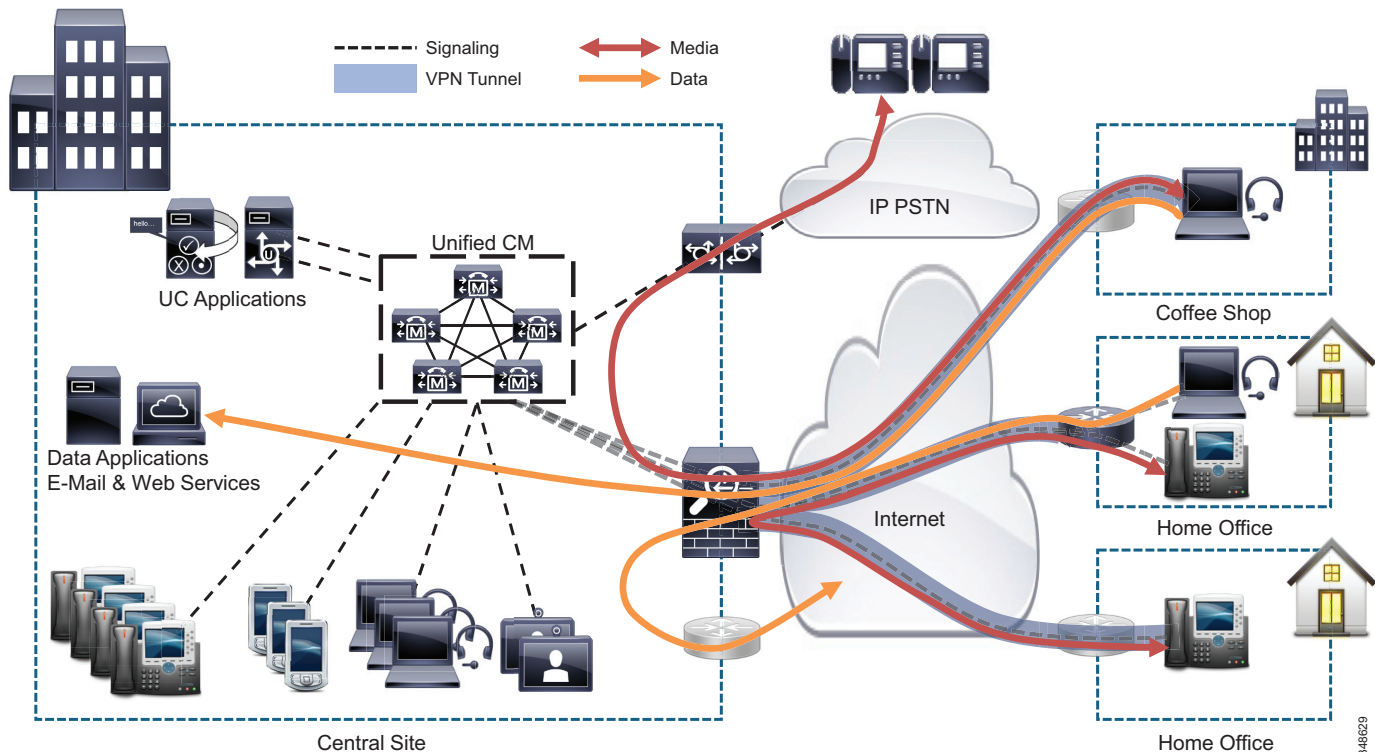 Signaling
Media
VPN Tunnel
Data
hello...
IP PSTN
Unified CM
UC Applications
Coffee Shop
Data Applications
E-Mail & Web Services
Internet
Home Office
Home Office
Central Site
M
M
M
M
M
U